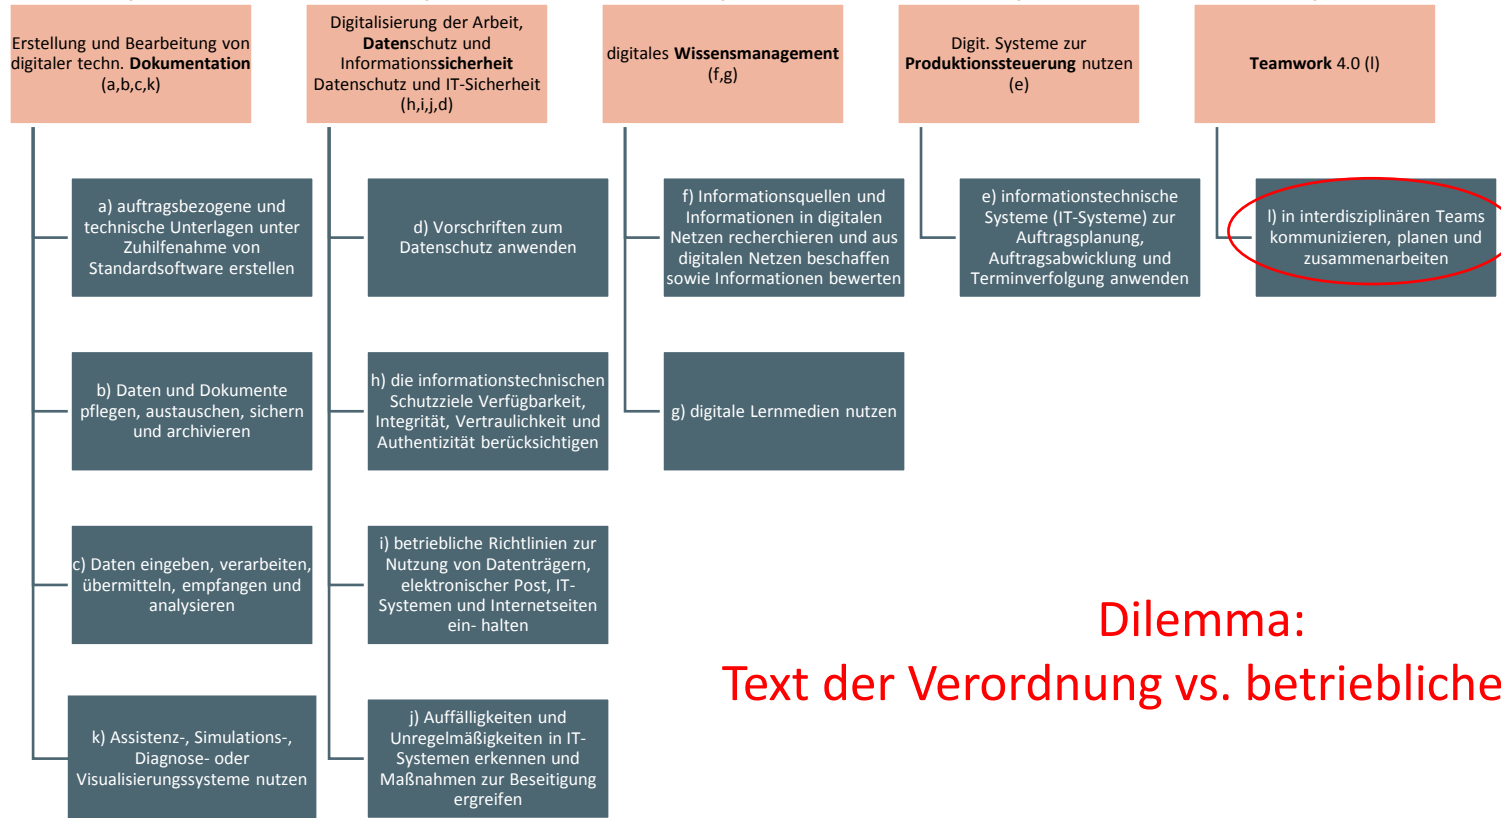 Erstellung und Bearbeitung von
digitaler techn. Dokumentation
(a,b,c,k)
Digitalisierung der Arbeit,
Datenschutz und
Informationssicherheit
Datenschutz und IT-Sicherheit
(h,i,j,d)
digitales Wissensmanagement
(f,g)
Digit. Systeme zur
Produktionssteuerung nutzen
(e)
Teamwork 4.0 (l)
a) auftragsbezogene und
technische Unterlagen unter
Zuhilfenahme von
Standardsoftware erstellen
d) Vorschriften zum
Datenschutz anwenden
f) Informationsquellen und
Informationen in digitalen
Netzen recherchieren und aus
digitalen Netzen beschaffen
sowie Informationen bewerten
e) informationstechnische
Systeme (IT-Systeme) zur
Auftragsplanung,
Auftragsabwicklung und
Terminverfolgung anwenden
l) in interdisziplinären Teams
kommunizieren, planen und
zusammenarbeiten
b) Daten und Dokumente
pflegen, austauschen, sichern
und archivieren
h) die informationstechnischen
Schutzziele Verfügbarkeit,
Integrität, Vertraulichkeit und
Authentizität berücksichtigen
g) digitale Lernmedien nutzen
c) Daten eingeben, verarbeiten,
übermitteln, empfangen und
analysieren
i) betriebliche Richtlinien zur
Nutzung von Datenträgern,
elektronischer Post, IT-
Systemen und Internetseiten
ein- halten
k) Assistenz-, Simulations-,
Diagnose- oder
Visualisierungssysteme nutzen
j) Auffälligkeiten und
Unregelmäßigkeiten in IT-
Systemen erkennen und
Maßnahmen zur Beseitigung
ergreifen
Dilemma:
Text der Verordnung vs. betriebliche